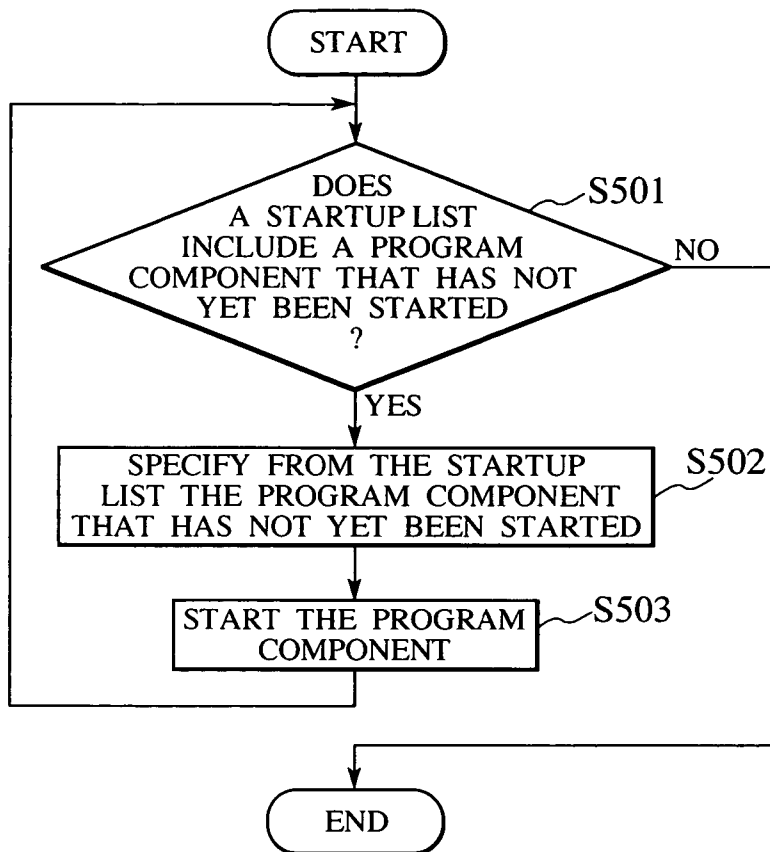 START
DOES
A STARTUP LIST
INCLUDE A PROGRAM
COMPONENT THAT HAS NOT
YET BEEN STARTED
?
S501
NO
YES
SPECIFY FROM THE STARTUP
LIST THE PROGRAM COMPONENT
THAT HAS NOT YET BEEN STARTED
S502
START THE PROGRAM
COMPONENT
S503
END